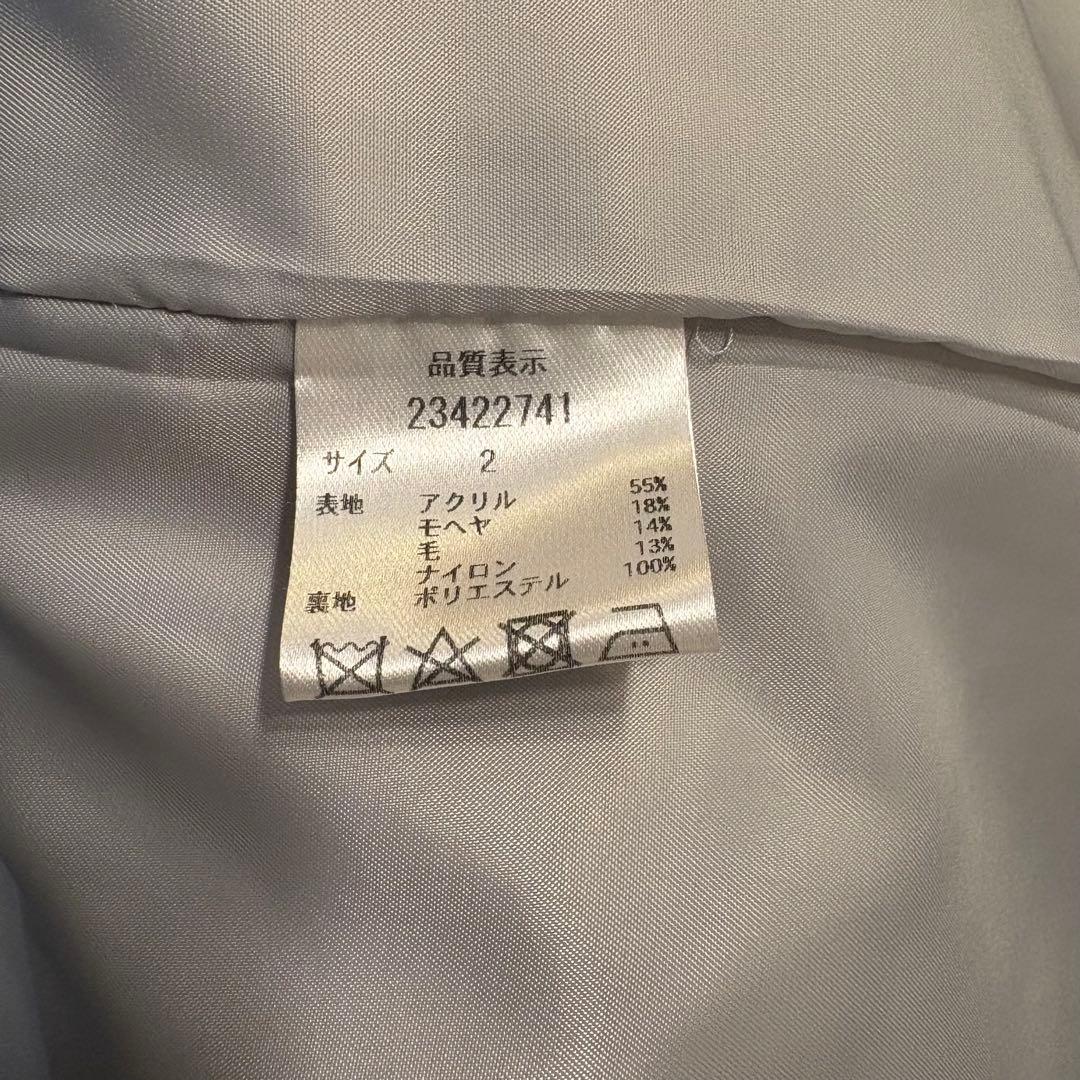 品質表示
23422741
サイズ 2
表地 アクリル 55%
モヘヤ 18%
毛 14%
ナイロン 13%
裏地 ポリエステル 100%